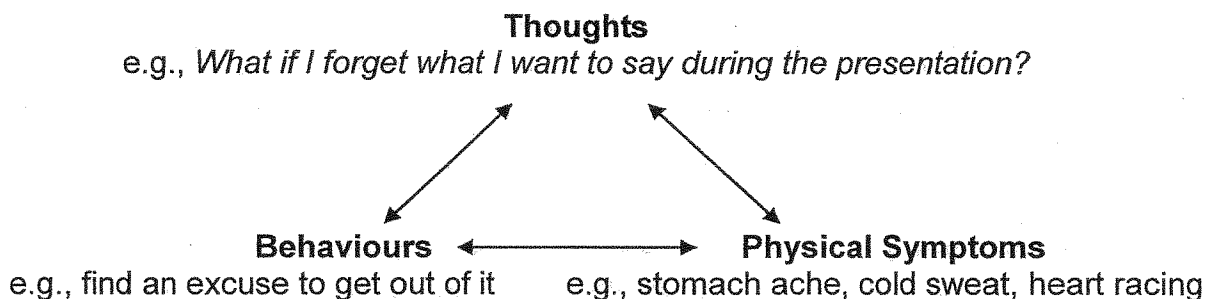 Thoughts
e.g., What if I forget what I want to say during the presentation?
Behaviours
Physical Symptoms
e.g., find an excuse to get out of it
e.g., stomach ache, cold sweat, heart racing